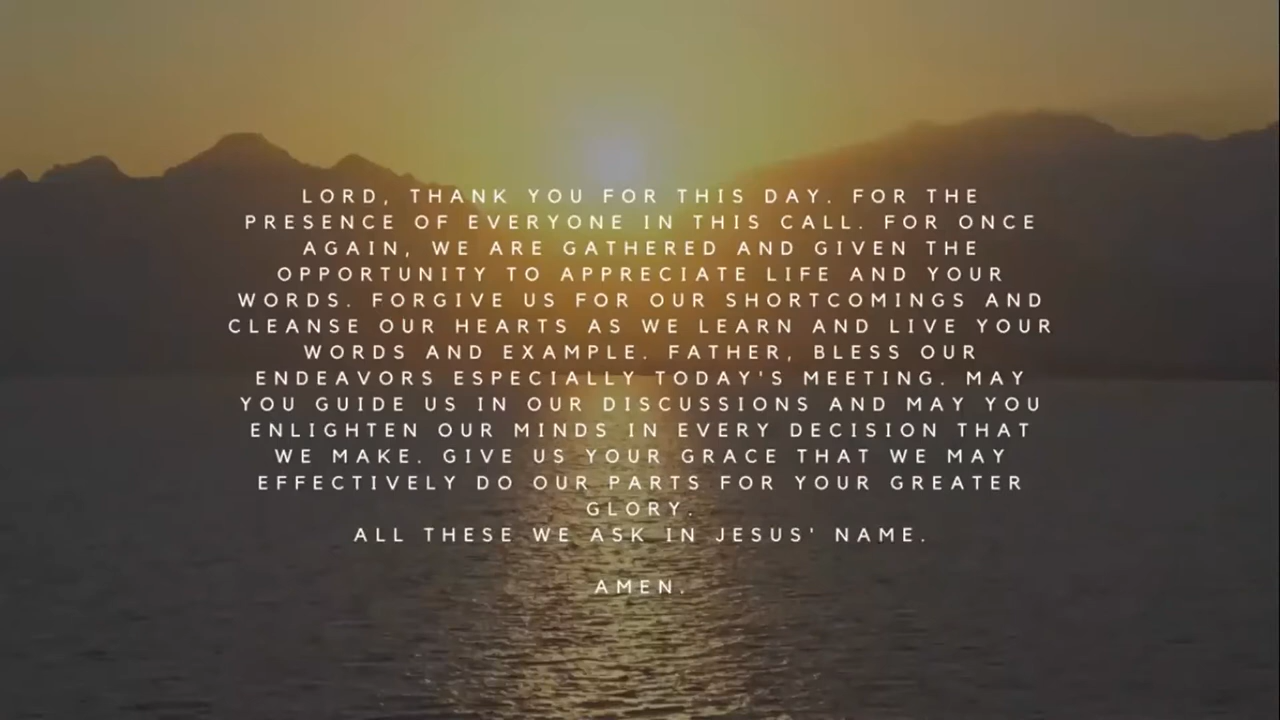 LORD, THANK YOU FOR THIS DAY. FOR THE
PRESENCE OF EVERYONE IN THIS CALL. FOR ONCE
AGAIN, WE ARE GATHERED AND GIVEN THE
OPPORTUNITY TO APPRECIATE LIFE AND YOUR
WORDS. FORGIVE US FOR OUR SHORTCOMINGS AND
CLEANSE OUR HEARTS AS WE LEARN AND LIVE YOUR
WORDS AND EXAMPLE. FATHER, BLESS OUR
ENDEAVORS ESPECIALLY TODAY'S MEETING. MAY
YOU GUIDE US IN OUR DISCUSSIONS AND MAY YOU
ENLIGHTEN OUR MINDS IN EVERY DECISION THAT
WE MAKE. GIVE US YOUR GRACE THAT WE MAY
EFFECTIVELY DO OUR PARTS FOR YOUR GREATER
GLORY.
ALL THESE WE ASK IN JESUS' NAME.
AMEN.